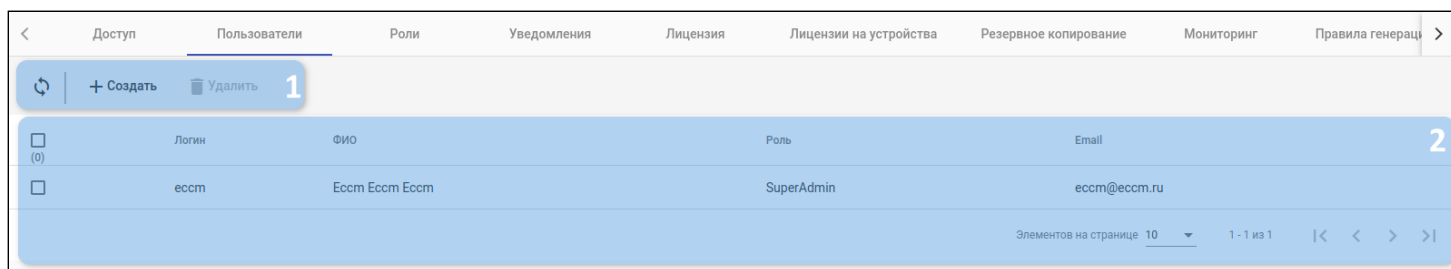 Доступ Пользователи Роли Уведомления Лицензия Лицензии на устройства Резервное копирование Мониторинг Правила генерац
Создать Удалить 1
Логин ФИО Роль Email 2
(0)
eccm Eccm Eccm Eccm SuperAdmin eccm@eccm.ru
Элементов на странице 10 1 - 1 из 1